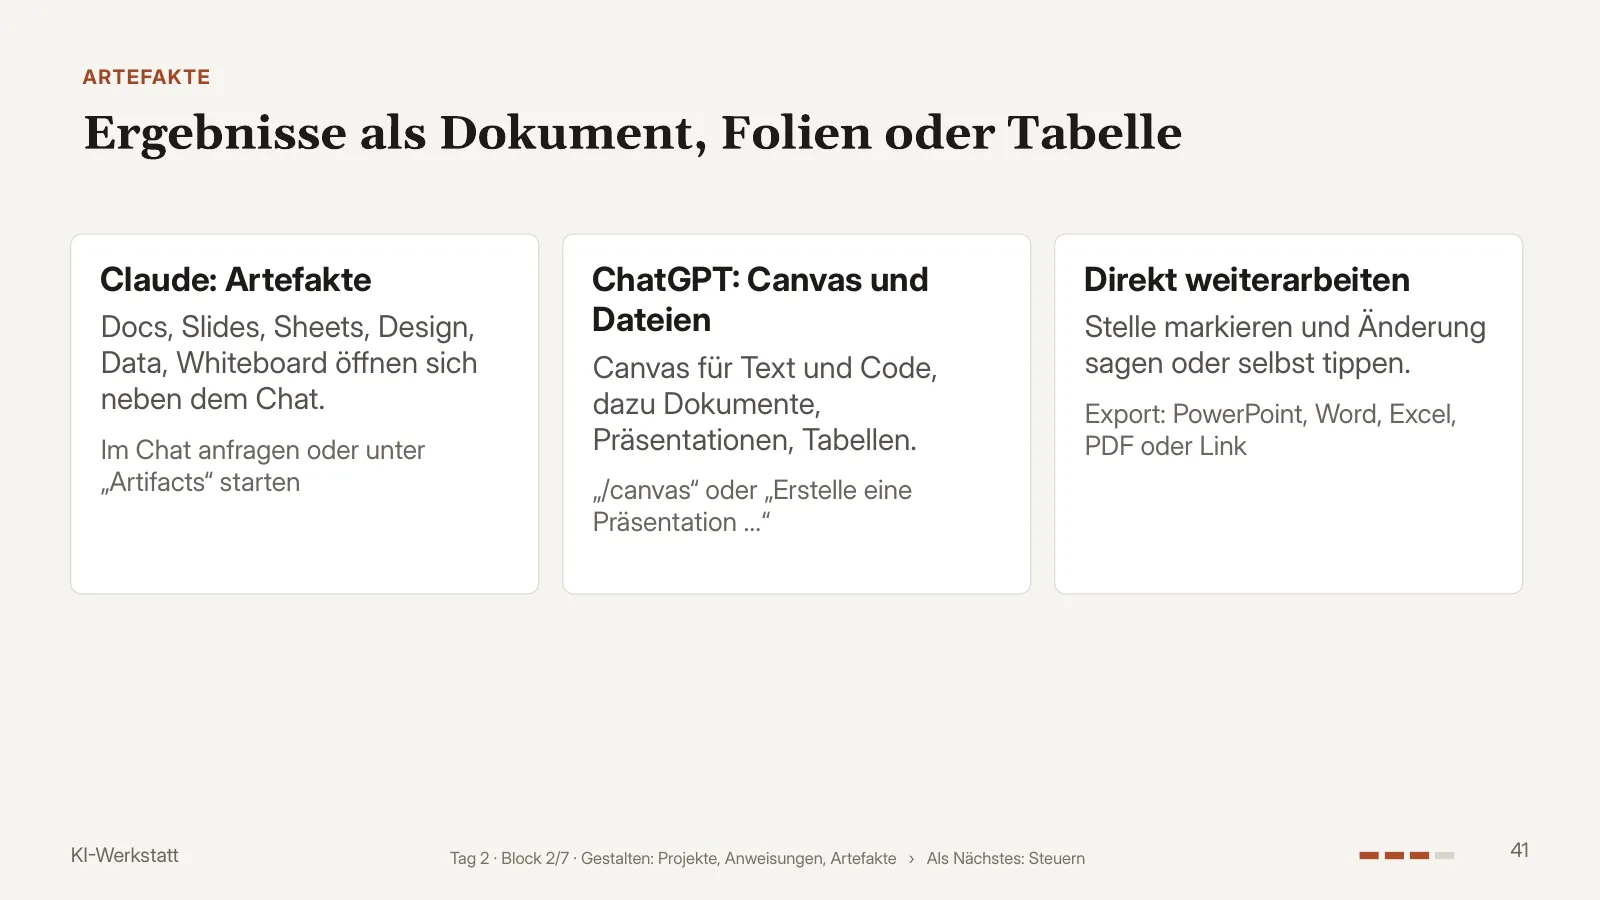 ARTEFAKTE
Ergebnisse als Dokument, Folien oder Tabelle
Claude: Artefakte
Docs, Slides, Sheets, Design,
Data, Whiteboard öffnen sich
neben dem Chat.
Im Chat anfragen oder unter
„Artifacts“ starten
ChatGPT: Canvas und
Dateien
Canvas für Text und Code,
dazu Dokumente,
Präsentationen, Tabellen.
„/canvas“ oder „Erstelle eine
Präsentation ...“
Direkt weiterarbeiten
Stelle markieren und Änderung
sagen oder selbst tippen.
Export: PowerPoint, Word, Excel,
PDF oder Link
KI-Werkstatt
Tag 2 · Block 2/7 · Gestalten: Projekte, Anweisungen, Artefakte › Als Nächstes: Steuern
41